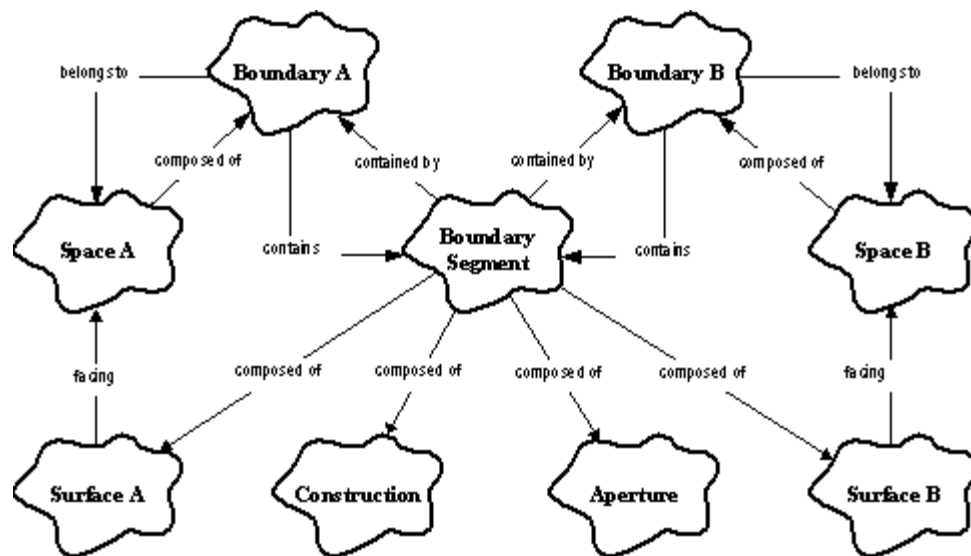 Boundary A
Boundary B
belongs to
belongs to
composed of
contained by
contained by
composed of
Space A
contains
Boundary
Segment
contains
Space B
facing
composed of
composed of
composed of
composed of
facing
Surface A
Construction
Aperture
Surface B